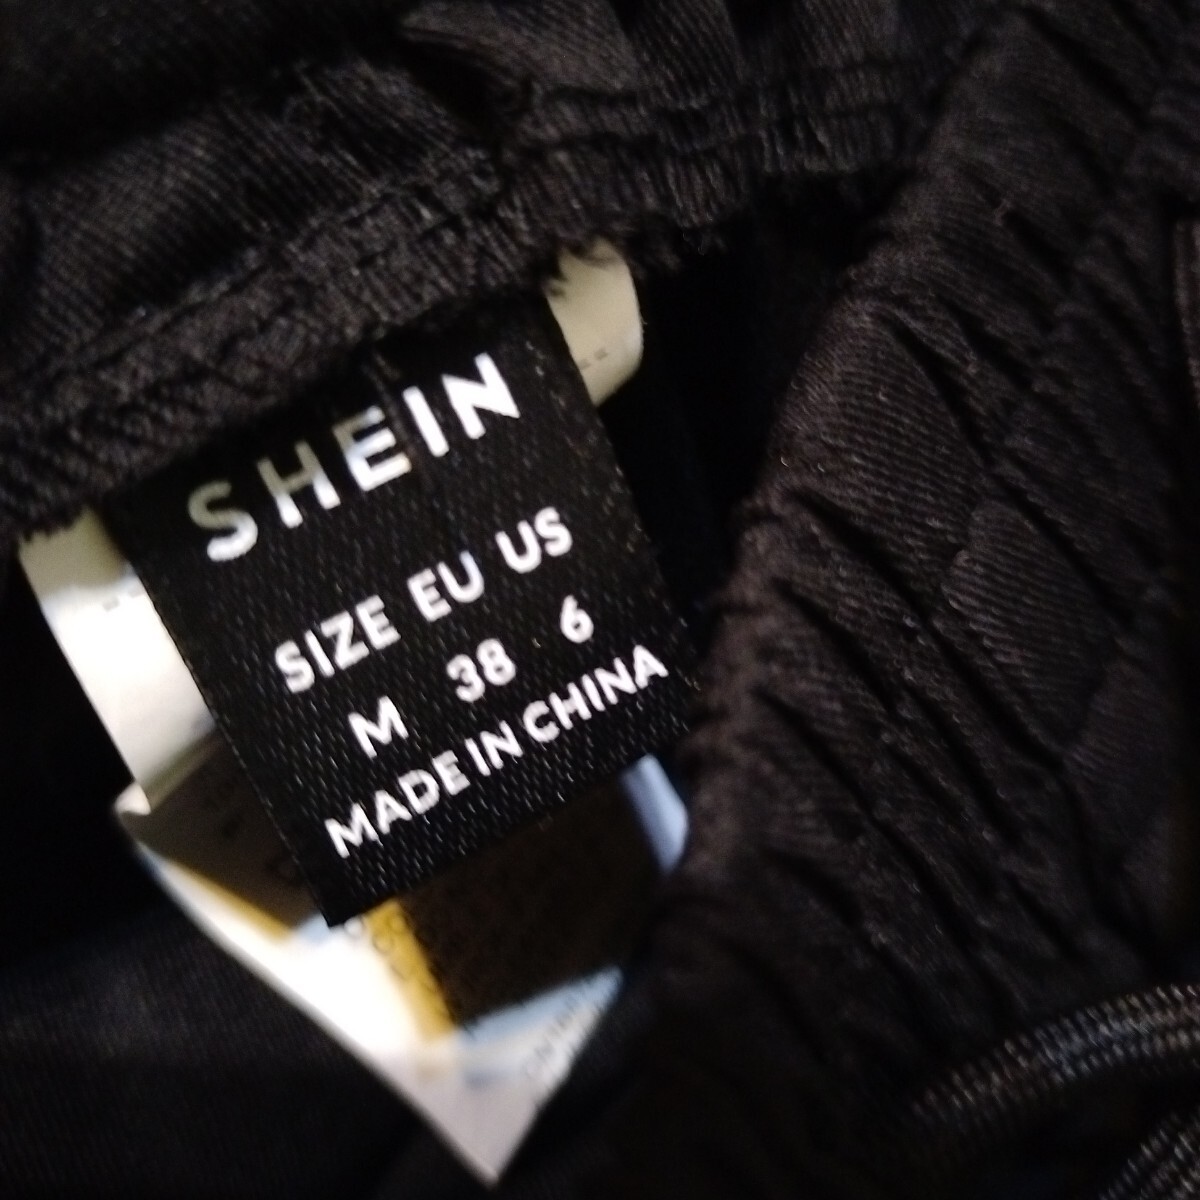 SHEIN
SIZE EU US
M 38 6
MADE IN CHINA